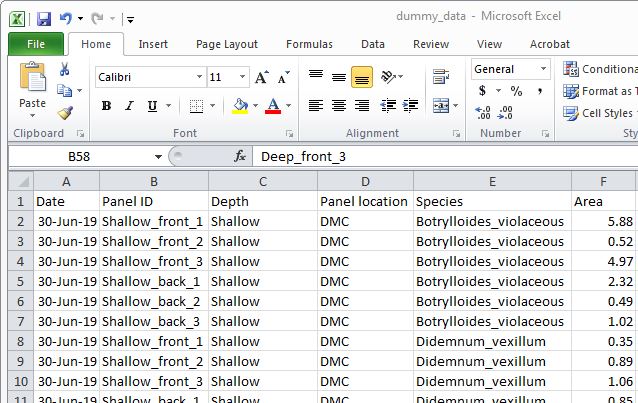 dummy_data - Microsoft Excel
File Home Insert Page Layout Formulas Data Review View Acrobat
Paste
Calibri 11 A A General Conditiona
B I U A $ % , Format as T
.00 .0 Cell Styles
Clipboard Font Alignment Number
B58 fx Deep_front_3
A B C D E F
1 Date Panel ID Depth Panel location Species Area
2 30-Jun-19 Shallow_front_1 Shallow DMC Botrylloides_violaceous 5.88
3 30-Jun-19 Shallow_front_2 Shallow DMC Botrylloides_violaceous 0.52
4 30-Jun-19 Shallow_front_3 Shallow DMC Botrylloides_violaceous 4.97
5 30-Jun-19 Shallow_back_1 Shallow DMC Botrylloides_violaceous 2.32
6 30-Jun-19 Shallow_back_2 Shallow DMC Botrylloides_violaceous 0.49
7 30-Jun-19 Shallow_back_3 Shallow DMC Botrylloides_violaceous 1.02
8 30-Jun-19 Shallow_front_1 Shallow DMC Didemnum_vexillum 0.35
9 30-Jun-19 Shallow_front_2 Shallow DMC Didemnum_vexillum 0.89
10 30-Jun-19 Shallow_front_3 Shallow DMC Didemnum_vexillum 1.06
11 30-Jun-19 Shallow_back_1 Shallow DMC Didemnum_vexillum 0.85